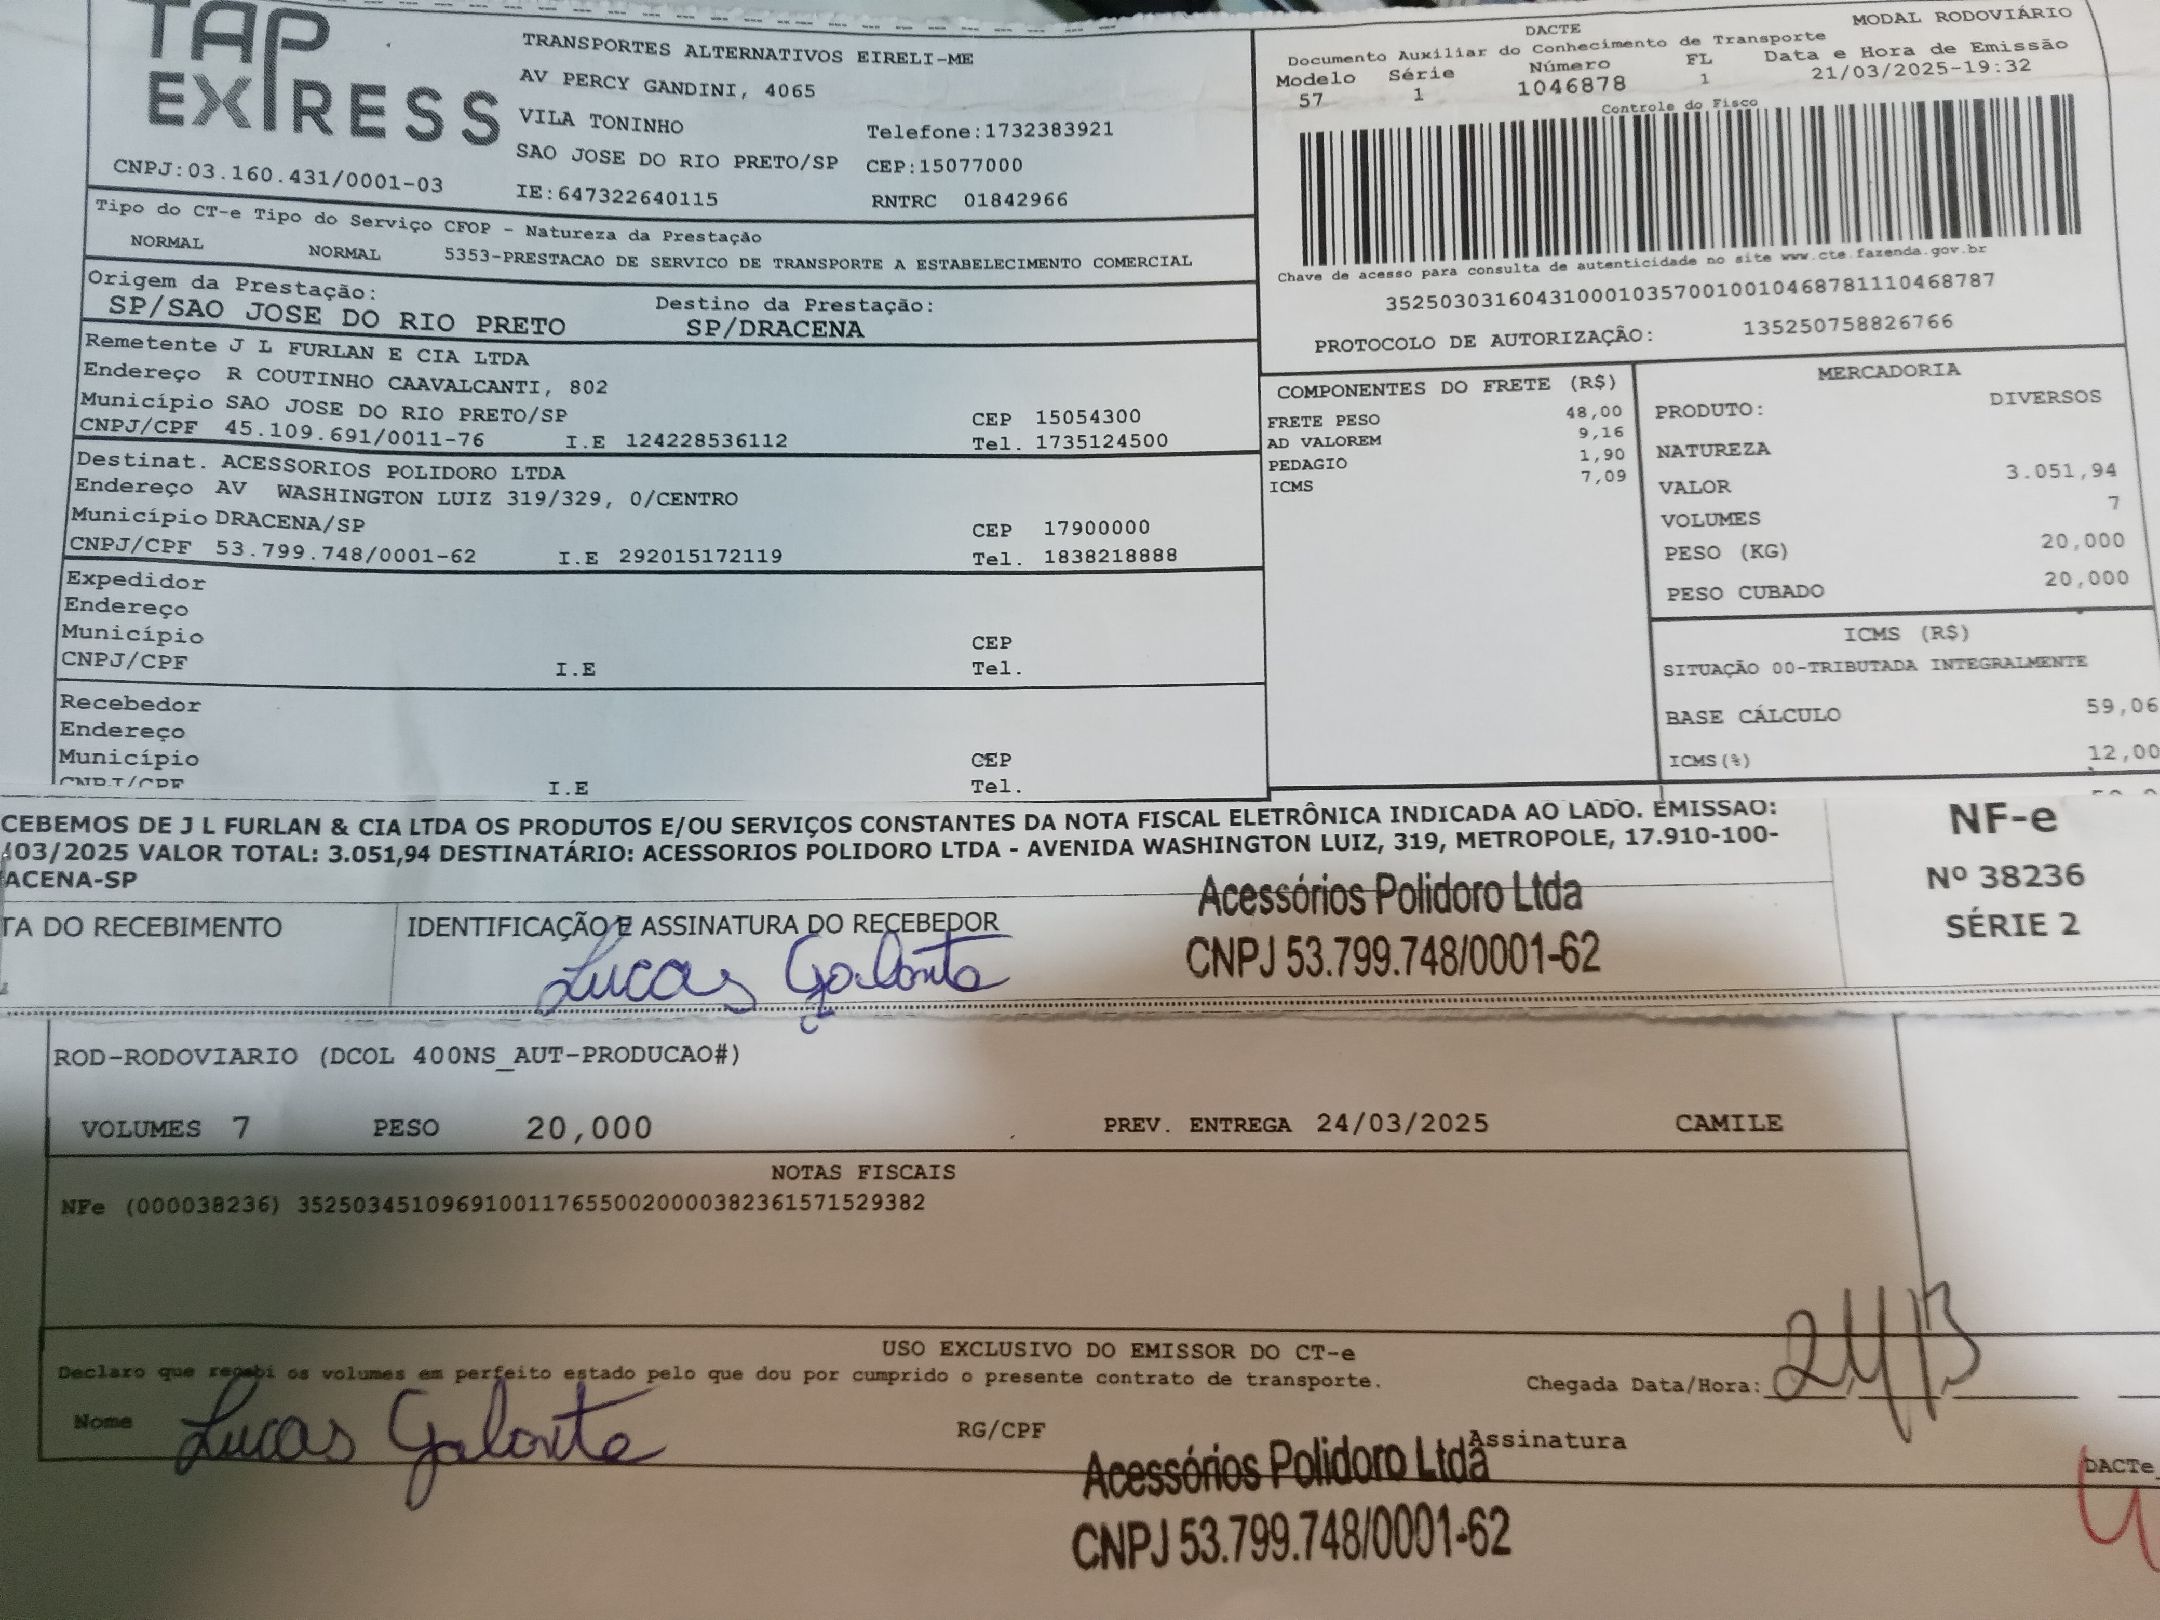 TAP EXPRESS
CNPJ:03.160.431/0001-03
TRANSPORTES ALTERNATIVOS EIRELI-ME
AV PERCY GANDINI, 4065
VILA TONINHO Telefone:1732383921
SAO JOSE DO RIO PRETO/SP CEP:15077000
IE:647322640115 RNTRC 01842966
DACTE MODAL RODOVIÁRIO
Documento Auxiliar do Conhecimento de Transporte
Modelo Série Número FL Data e Hora de Emissão
57 1 1046878 1 21/03/2025-19:32
Controle do Fisco
Chave de acesso para consulta de autenticidade no site www.cte.fazenda.gov.br
35250303160431000103570010010468781110468787
PROTOCOLO DE AUTORIZAÇÃO: 135250758826766
Tipo do CT-e Tipo do Serviço CFOP - Natureza da Prestação
NORMAL NORMAL 5353-PRESTACAO DE SERVICO DE TRANSPORTE A ESTABELECIMENTO COMERCIAL
Origem da Prestação: Destino da Prestação:
SP/SAO JOSE DO RIO PRETO SP/DRACENA
Remetente J L FURLAN E CIA LTDA
Endereço R COUTINHO CAAVALCANTI, 802
Município SAO JOSE DO RIO PRETO/SP CEP 15054300
CNPJ/CPF 45.109.691/0011-76 I.E 124228536112 Tel. 1735124500
Destinat. ACESSORIOS POLIDORO LTDA
Endereço AV WASHINGTON LUIZ 319/329, 0/CENTRO
Município DRACENA/SP CEP 17900000
CNPJ/CPF 53.799.748/0001-62 I.E 292015172119 Tel. 1838218888
Expedidor
Endereço
Município CEP
CNPJ/CPF I.E Tel.
Recebedor
Endereço
Município CEP
CNPJ/CPF I.E Tel.
COMPONENTES DO FRETE (R$)
FRETE PESO 48,00
AD VALOREM 9,16
PEDAGIO 1,90
ICMS 7,09
MERCADORIA
PRODUTO: DIVERSOS
NATUREZA
VALOR 3.051,94
VOLUMES 7
PESO (KG) 20,000
PESO CUBADO 20,000
ICMS (R$)
SITUAÇÃO 00-TRIBUTADA INTEGRALMENTE
BASE CÁLCULO 59,06
ICMS(%) 12,00
CEBEMOS DE J L FURLAN & CIA LTDA OS PRODUTOS E/OU SERVIÇOS CONSTANTES DA NOTA FISCAL ELETRÔNICA INDICADA AO LADO. EMISSAO:
/03/2025 VALOR TOTAL: 3.051,94 DESTINATÁRIO: ACESSORIOS POLIDORO LTDA - AVENIDA WASHINGTON LUIZ, 319, METROPOLE, 17.910-100-
ACENA-SP
NF-e
Nº 38236
SÉRIE 2
TA DO RECEBIMENTO IDENTIFICAÇÃO E ASSINATURA DO RECEBEDOR
Acessórios Polidoro Ltda
CNPJ 53.799.748/0001-62
Lucas Galonte
ROD-RODOVIARIO (DCOL 400NS_AUT-PRODUCAO#)
VOLUMES 7 PESO 20,000 PREV. ENTREGA 24/03/2025 CAMILE
NOTAS FISCAIS
NFe (000038236) 35250345109691001176550020000382361571529382
USO EXCLUSIVO DO EMISSOR DO CT-e
Declaro que recebi os volumes em perfeito estado pelo que dou por cumprido o presente contrato de transporte.
Chegada Data/Hora: 24/13
Nome Lucas Galonte RG/CPF Assinatura
Acessórios Polidoro Ltda
CNPJ 53.799.748/0001-62
DACTe